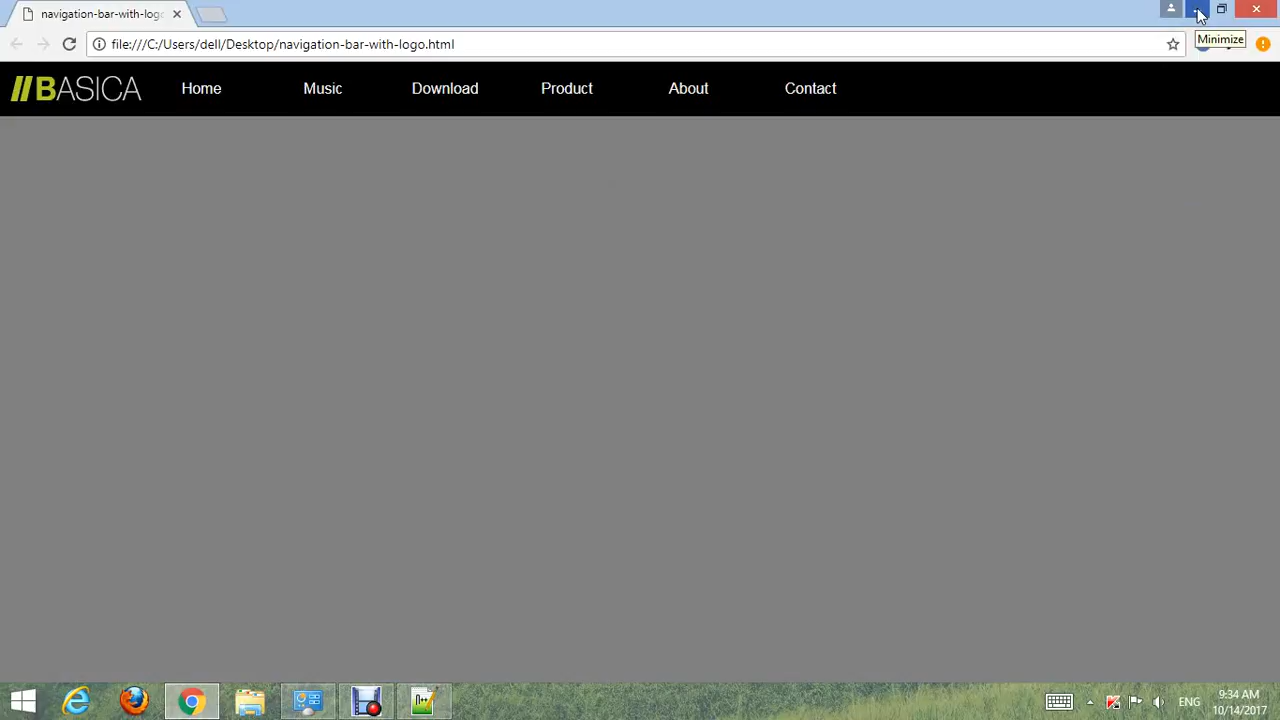 navigation-bar-with-log
file:///C:/Users/dell/Desktop/navigation-bar-with-logo.html
Minimize
//BASICA
Home
Music
Download
Product
About
Contact
ENG
9:34 AM
10/14/2017